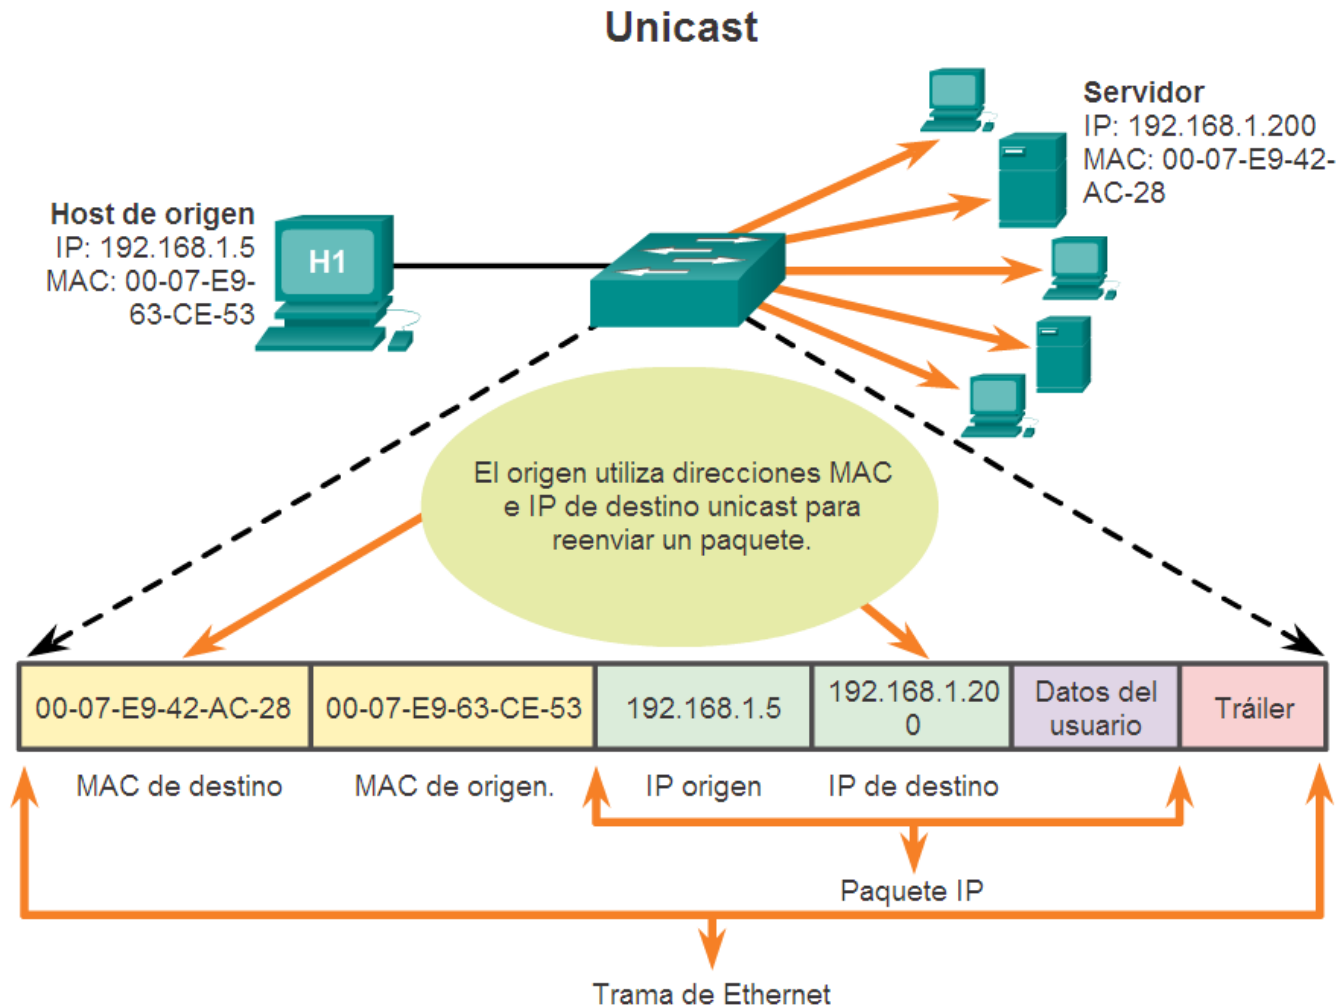 Unicast
Servidor
IP: 192.168.1.200
MAC: 00-07-E9-42-
AC-28
Host de origen
IP: 192.168.1.5
MAC: 00-07-E9-
63-CE-53
H1
El origen utiliza direcciones MAC
e IP de destino unicast para
reenviar un paquete.
00-07-E9-42-AC-28
00-07-E9-63-CE-53
192.168.1.5
192.168.1.20
0
Datos del
usuario
Tráiler
MAC de destino
MAC de origen.
IP origen
IP de destino
Paquete IP
Trama de Ethernet